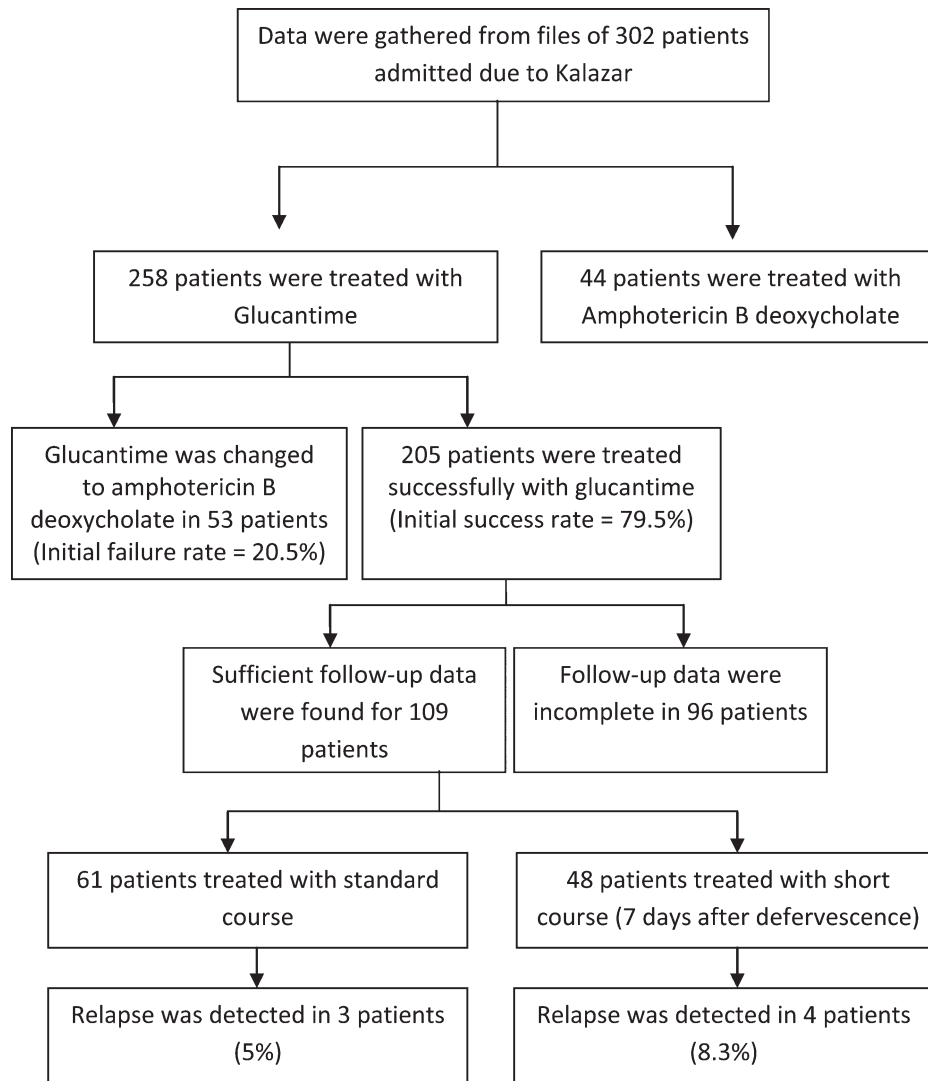 Data were gathered from files of 302 patients
admitted due to Kalazar
258 patients were treated with
Glucantime
44 patients were treated with
Amphotericin B deoxycholate
Glucantime was changed
to amphotericin B
deoxycholate in 53 patients
(Initial failure rate = 20.5%)
205 patients were treated
successfully with glucantime
(Initial success rate = 79.5%)
Sufficient follow-up data
were found for 109
patients
Follow-up data were
incomplete in 96 patients
61 patients treated with standard
course
48 patients treated with short
course (7 days after defervescence)
Relapse was detected in 3 patients
(5%)
Relapse was detected in 4 patients
(8.3%)